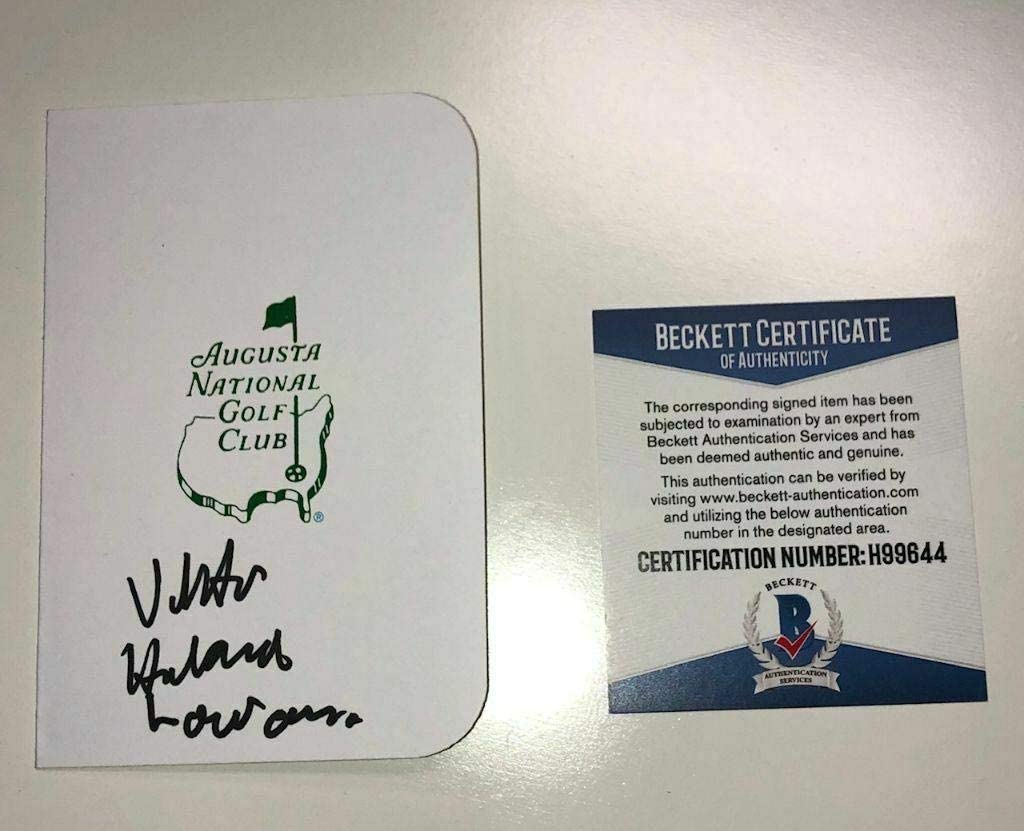 AUGUSTA
NATIONAL
GOLF
CLUB
®
Viktor
Hovland
Low
BECKETT CERTIFICATE
OF AUTHENTICITY
The corresponding signed item has been
subjected to examination by an expert from
Beckett Authentication Services and has
been deemed authentic and genuine.
This authentication can be verified by
visiting www.beckett-authentication.com
and utilizing the below authentication
number in the designated area.
CERTIFICATION NUMBER: H99644
BECKETT
B
AUTHENTICATION
SERVICES